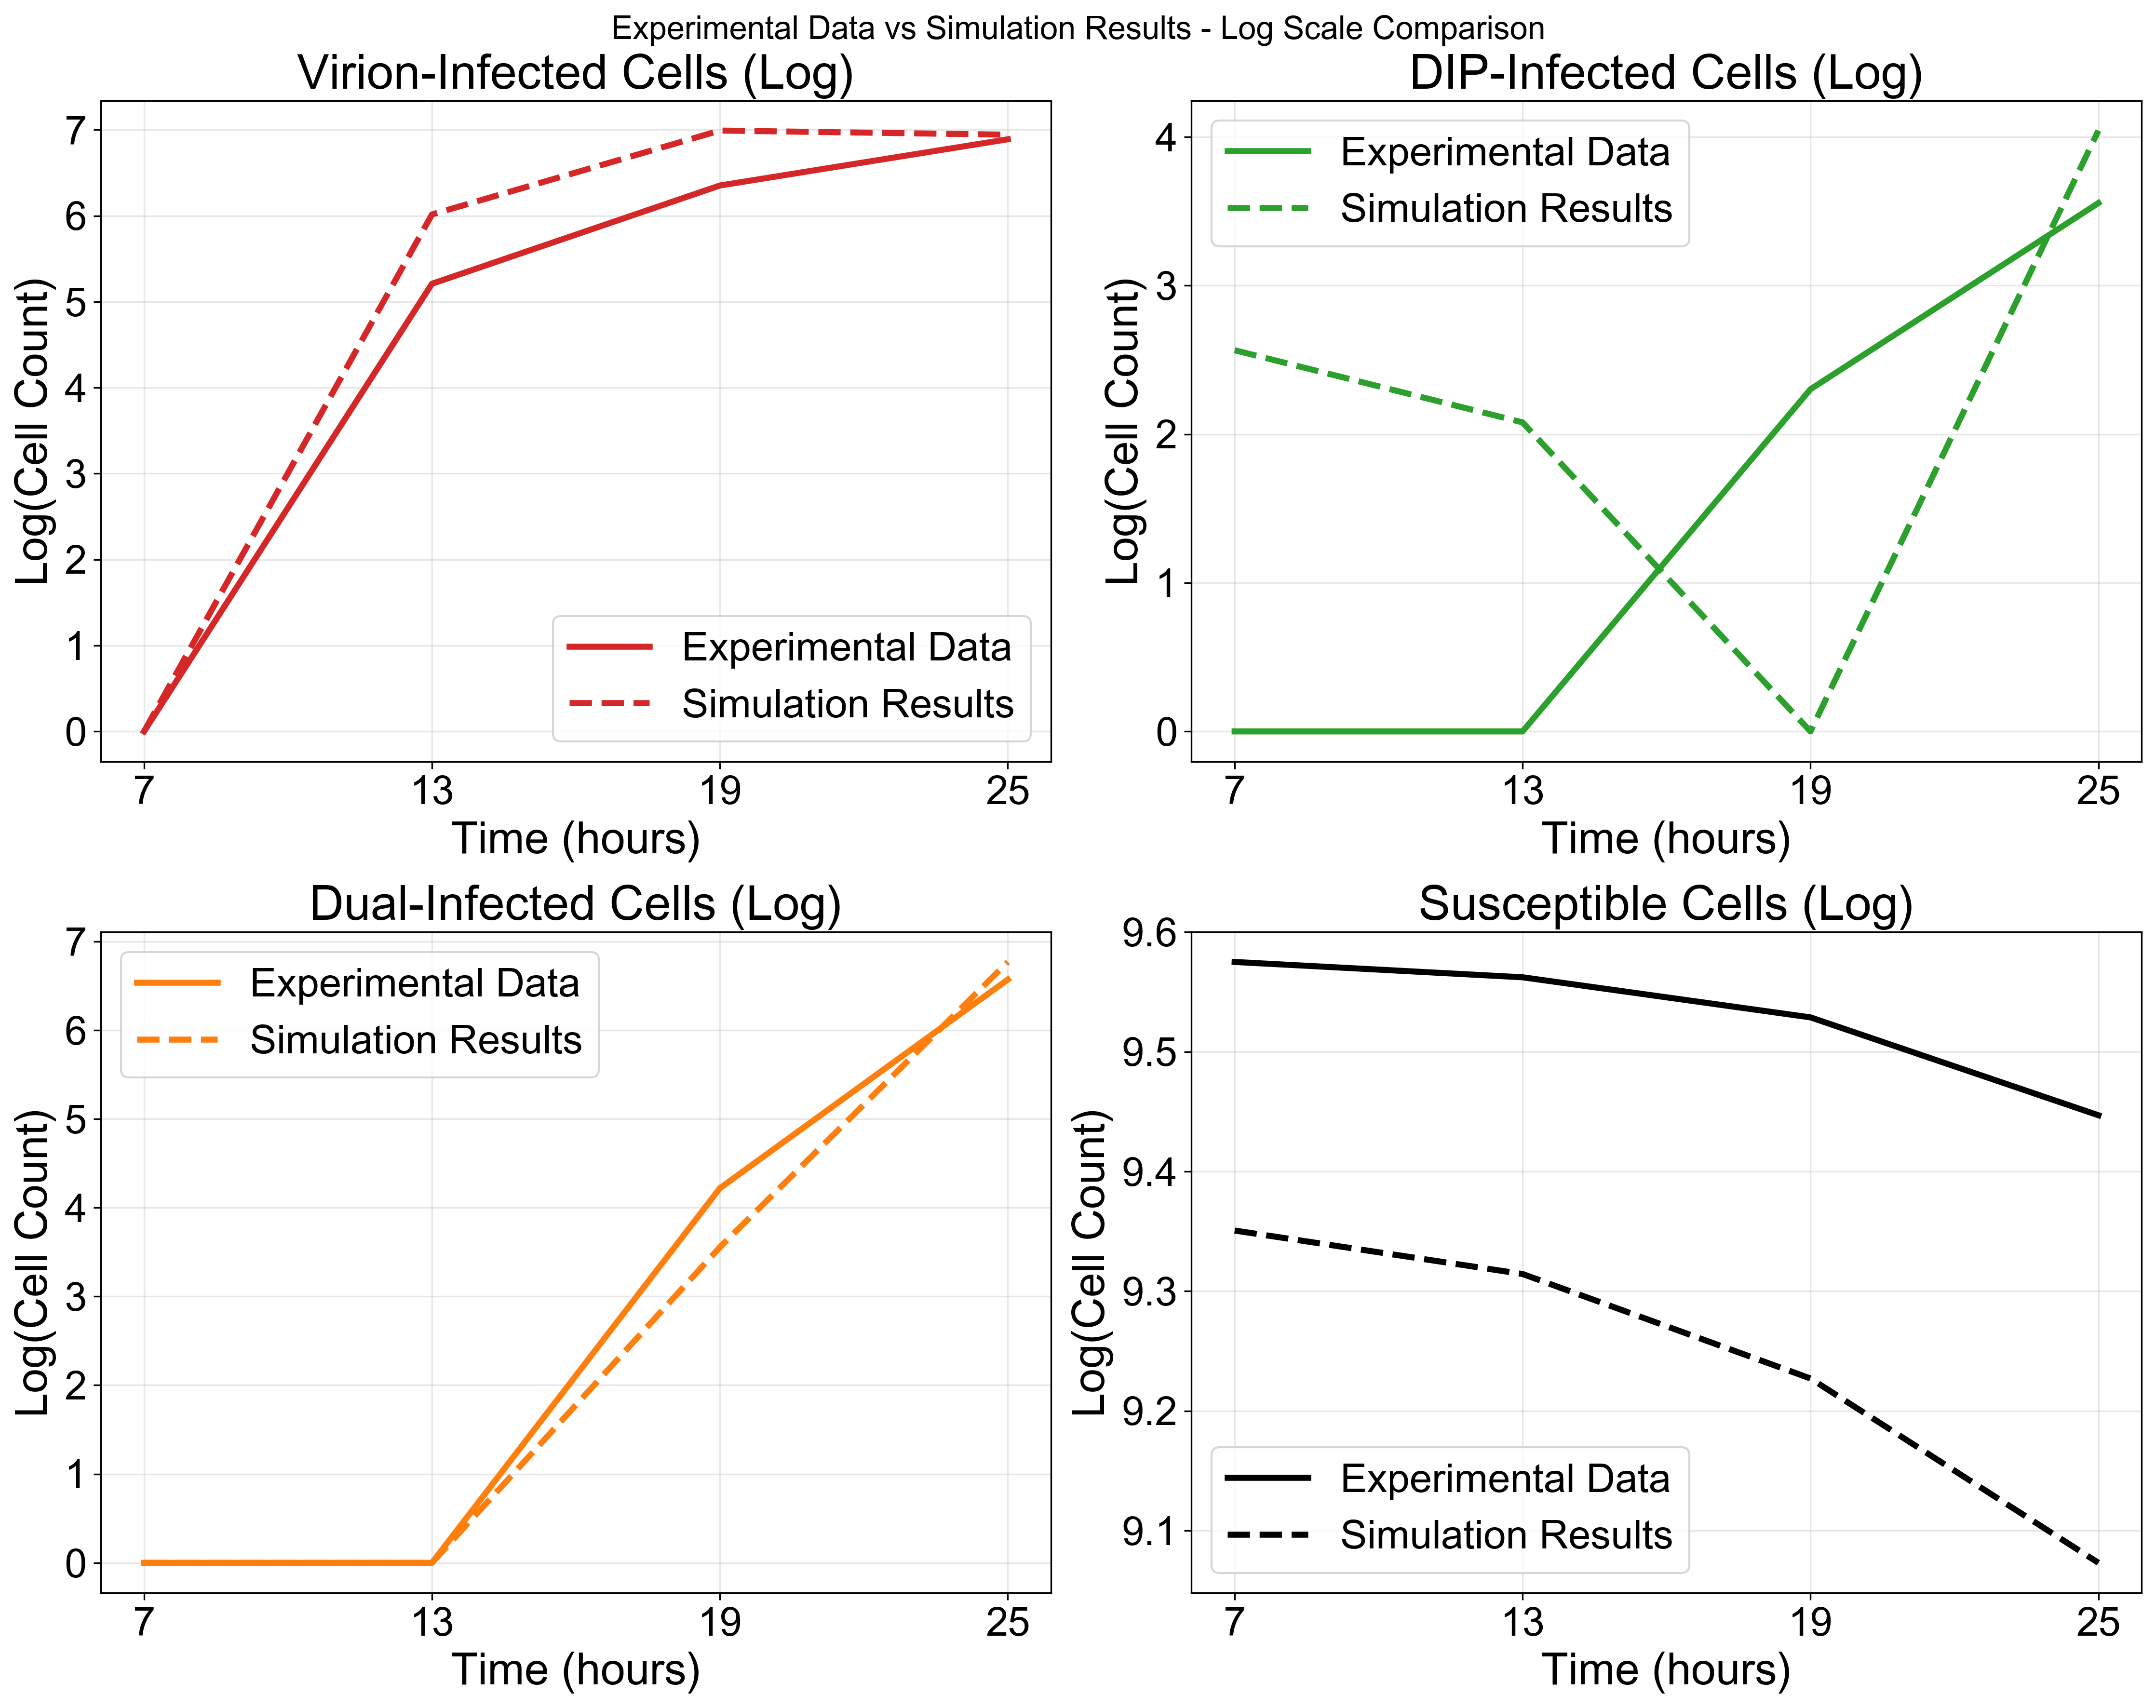 Experimental Data vs Simulation Results - Log Scale Comparison
Virion-Infected Cells (Log)
7
6
5
4
3
2
1
0
Log(Cell Count)
Experimental Data
Simulation Results
7 13 19 25
Time (hours)
DIP-Infected Cells (Log)
4
3
2
1
0
Log(Cell Count)
Experimental Data
Simulation Results
7 13 19 25
Time (hours)
Dual-Infected Cells (Log)
7
6
5
4
3
2
1
0
Log(Cell Count)
Experimental Data
Simulation Results
7 13 19 25
Time (hours)
Susceptible Cells (Log)
9.6
9.5
9.4
9.3
9.2
9.1
Log(Cell Count)
Experimental Data
Simulation Results
7 13 19 25
Time (hours)